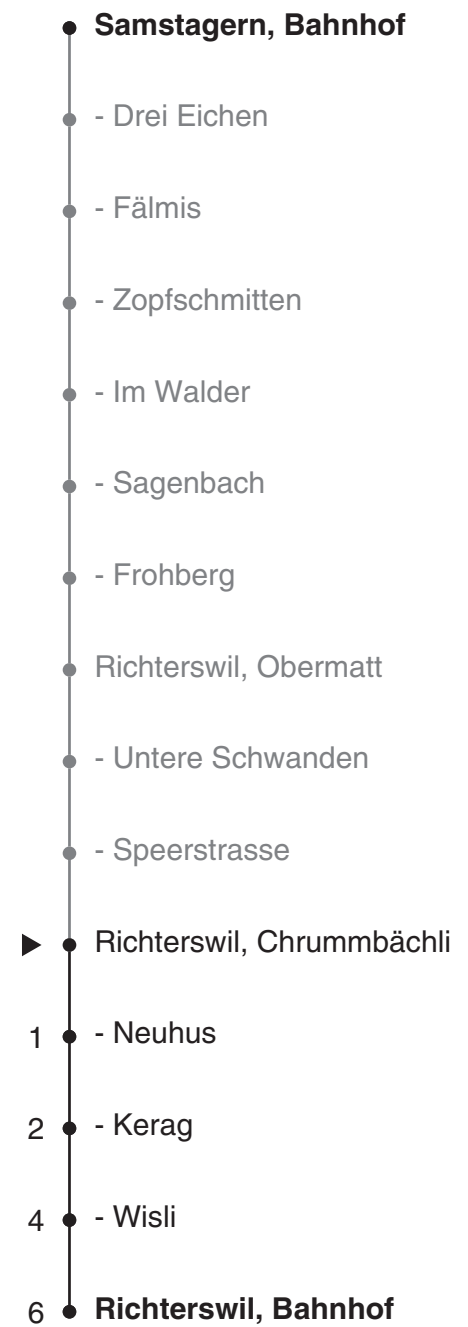 Samstagern, Bahnhof
- Drei Eichen
- Fälmis
- Zopfschmitten
- Im Walder
- Sagenbach
- Frohberg
Richterswil, Obermatt
- Untere Schwanden
- Speerstrasse
Richterswil, Chrummbächli
1 - Neuhus
2 - Kerag
4 - Wisli
6 Richterswil, Bahnhof